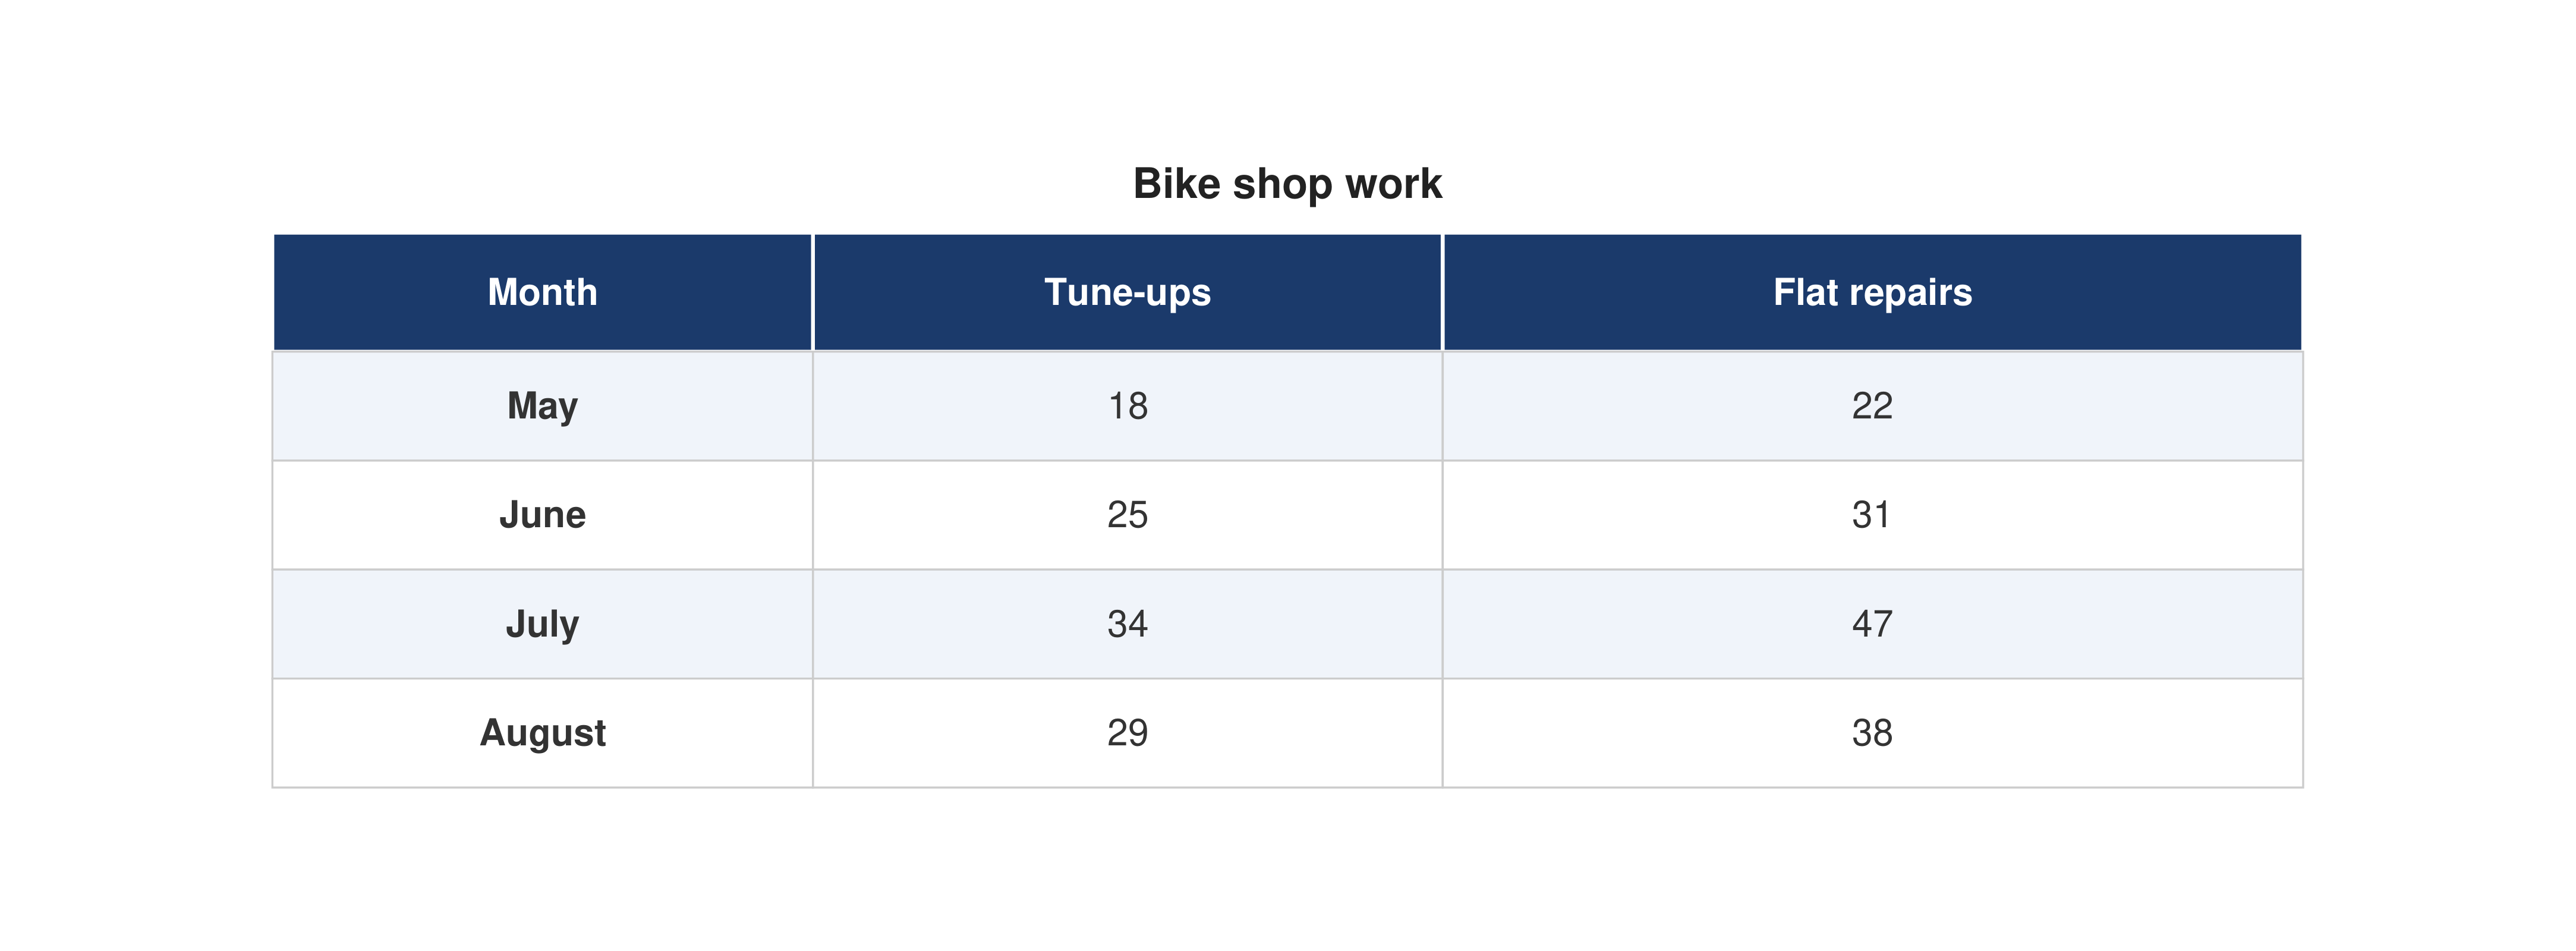 Bike shop work
Month Tune-ups Flat repairs
May 18 22
June 25 31
July 34 47
August 29 38